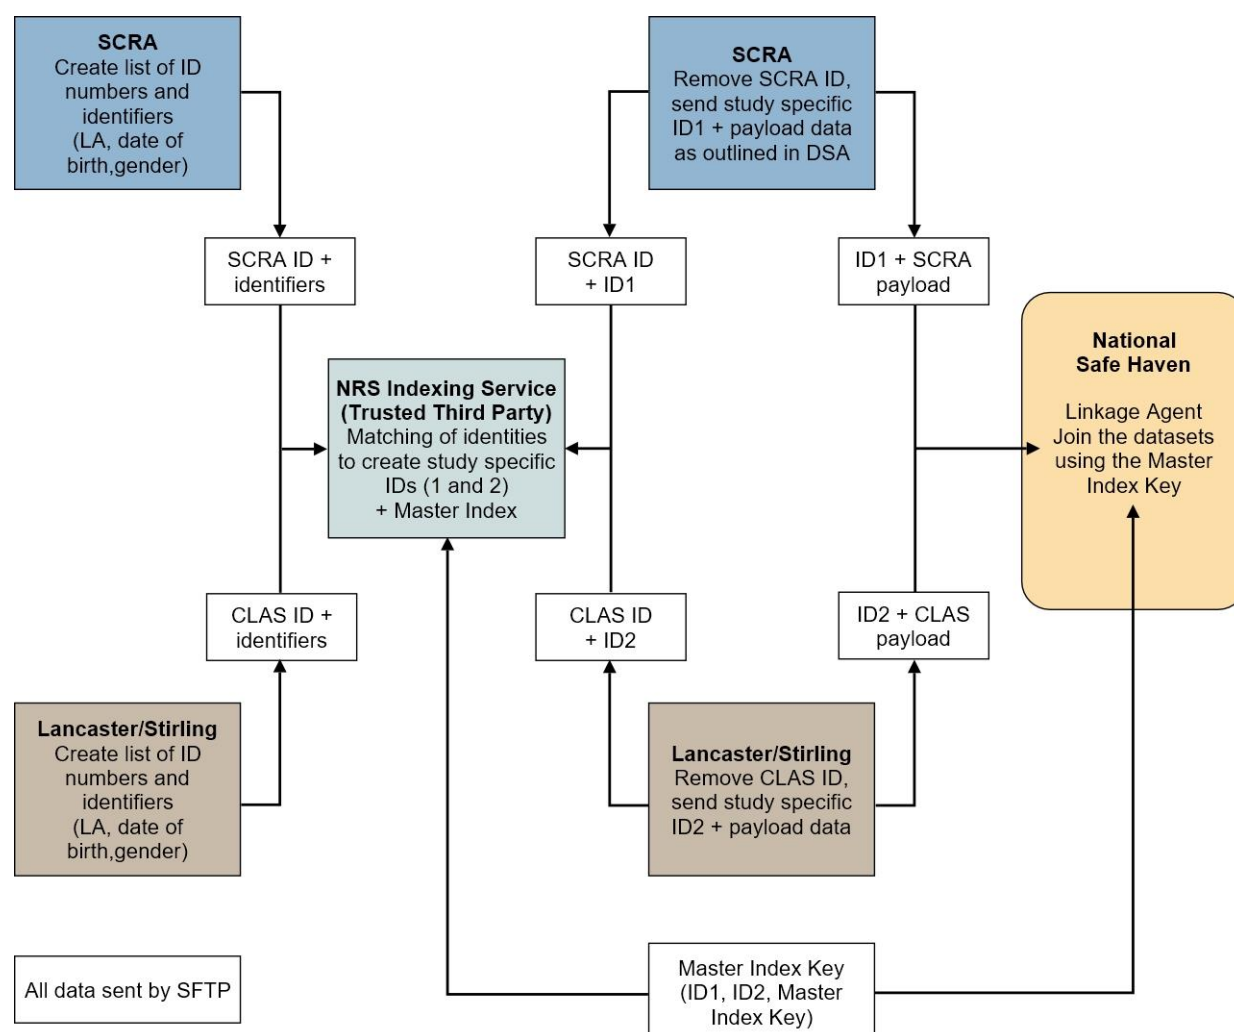 SCRA
Create list of ID
numbers and
identifiers
(LA, date of
birth,gender)
SCRA
Remove SCRA ID,
send study specific
ID1 + payload data
as outlined in DSA
SCRA ID +
identifiers
SCRA ID
+ ID1
ID1 + SCRA
payload
NRS Indexing Service
(Trusted Third Party)
Matching of identities
to create study specific
IDs (1 and 2)
+ Master Index
National
Safe Haven
Linkage Agent
Join the datasets
using the Master
Index Key
CLAS ID +
identifiers
CLAS ID
+ ID2
ID2 + CLAS
payload
Lancaster/Stirling
Create list of ID
numbers and
identifiers
(LA, date of
birth,gender)
Lancaster/Stirling
Remove CLAS ID,
send study specific
ID2 + payload data
All data sent by SFTP
Master Index Key
(ID1, ID2, Master
Index Key)